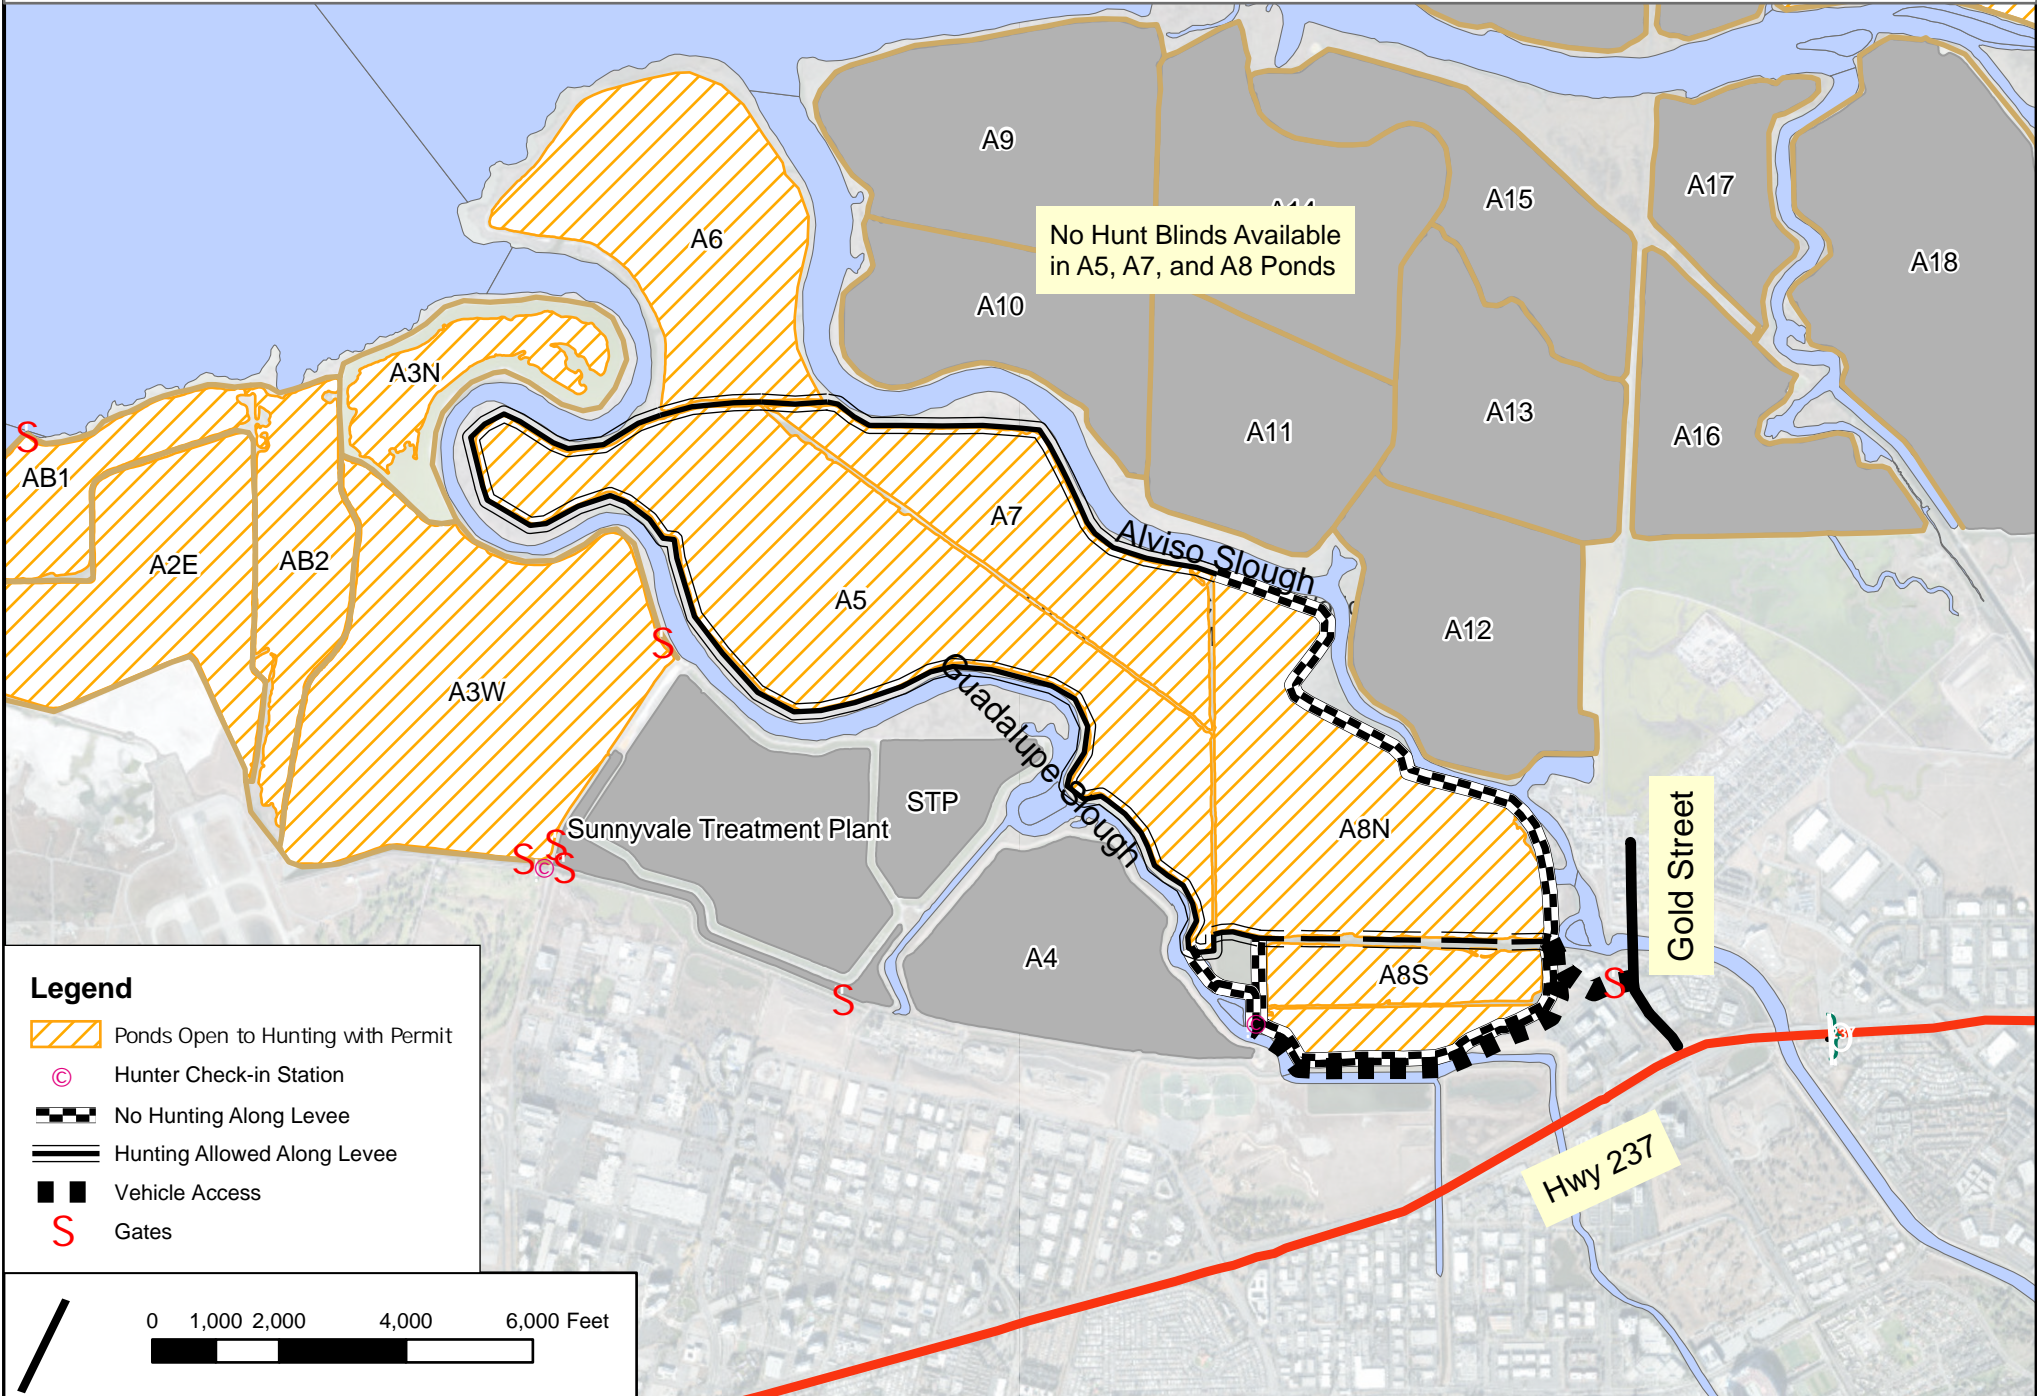 A9
A14
A15
A17
A18
A6
No Hunt Blinds Available
in A5, A7, and A8 Ponds
A10
A3N
A11
A13
A16
AB1
A7
Alviso Slough
A2E
AB2
A5
A12
A3W
Guadalupe Slough
STP
Sunnyvale Treatment Plant
A8N
Gold Street
A4
A8S
Hwy 237
Legend
Ponds Open to Hunting with Permit
© Hunter Check-in Station
No Hunting Along Levee
Hunting Allowed Along Levee
Vehicle Access
S Gates
0 1,000 2,000 4,000 6,000 Feet